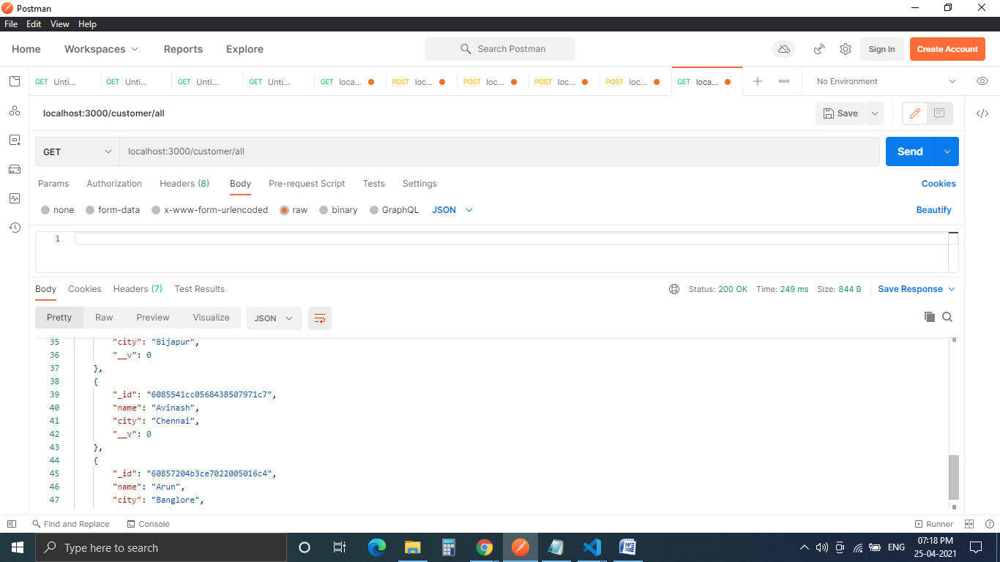 Postman
File Edit View Help
Home Workspaces Reports Explore Search Postman Sign In Create Account
GET Unti... GET Unti... GET Unti... GET Unti... GET loca... POST loc... POST loc... POST loc... POST loc... GET loca... No Environment
localhost:3000/customer/all Save
GET localhost:3000/customer/all Send
Params Authorization Headers (8) Body Pre-request Script Tests Settings Cookies
none form-data x-www-form-urlencoded raw binary GraphQL JSON Beautify
1
Body Cookies Headers (7) Test Results Status: 200 OK Time: 249 ms Size: 844 B Save Response
Pretty Raw Preview Visualize JSON
35 "city": "Bijapur",
36 "__v": 0
37 },
38 {
39 "_id": "6085541cc0568438507971c7",
40 "name": "Avinash",
41 "city": "Chennai",
42 "__v": 0
43 },
44 {
45 "_id": "60857204b3ce7022005016c4",
46 "name": "Arun",
47 "city": "Banglore",
Find and Replace Console Runner
Type here to search ENG 07:18 PM
25-04-2021